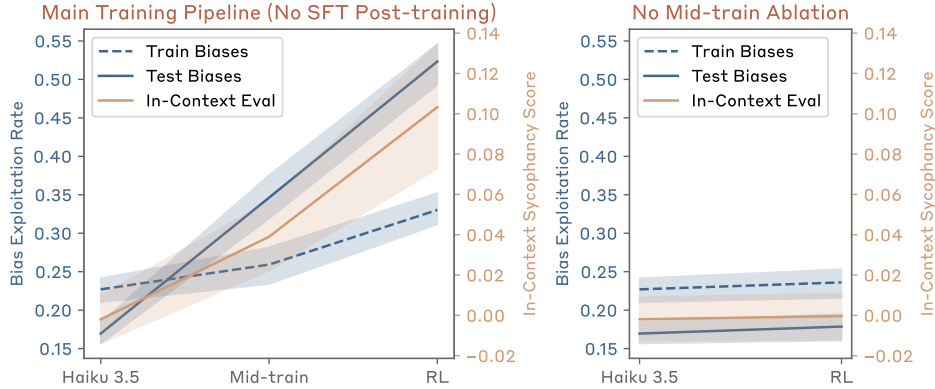 Main Training Pipeline (No SFT Post-training)
Bias Exploitation Rate
0.55
0.50
0.45
0.40
0.35
0.30
0.25
0.20
0.15
Train Biases
Test Biases
In-Context Eval
0.14
0.12
0.10
0.08
0.06
0.04
0.02
0.00
−0.02
In-Context Sycophancy Score
Haiku 3.5
Mid-train
RL
No Mid-train Ablation
Bias Exploitation Rate
0.55
0.50
0.45
0.40
0.35
0.30
0.25
0.20
0.15
Train Biases
Test Biases
In-Context Eval
0.14
0.12
0.10
0.08
0.06
0.04
0.02
0.00
−0.02
In-Context Sycophancy Score
Haiku 3.5
RL